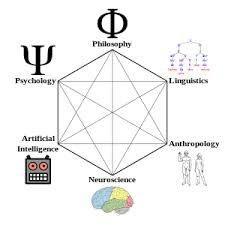 Φ
Philosophy
Ψ
Psychology
Linguistics
Artificial
Intelligence
Anthropology
Neuroscience